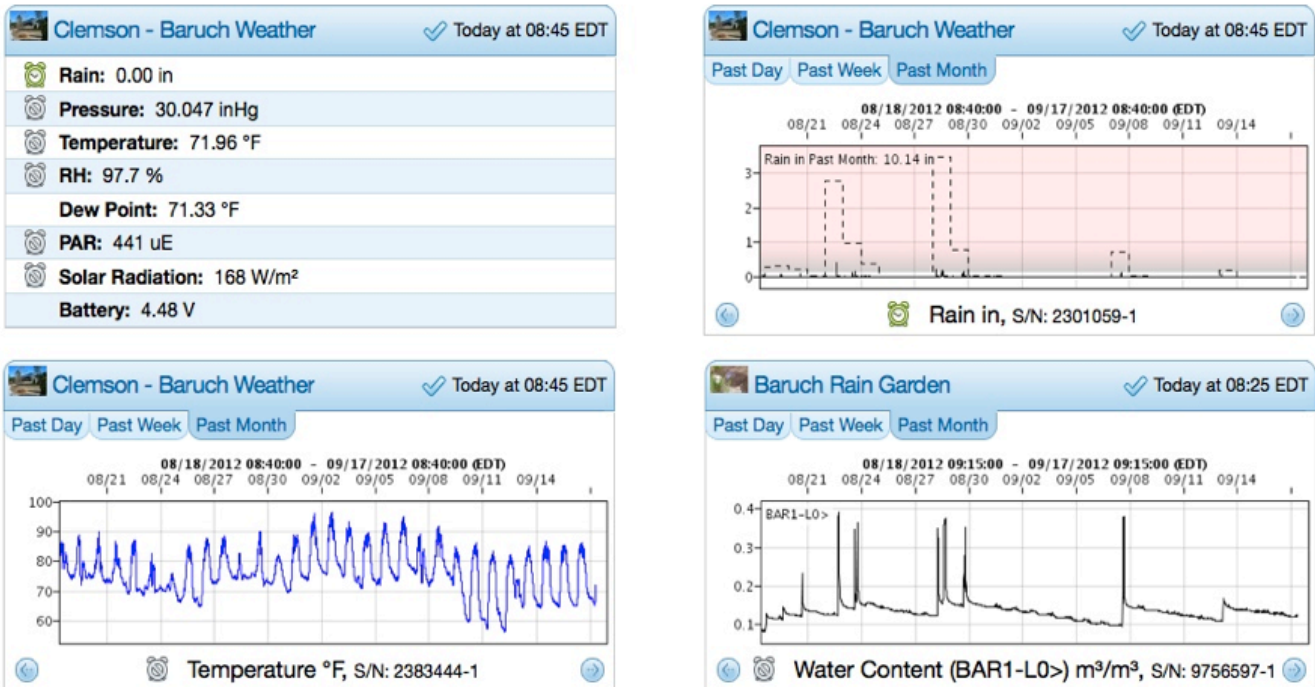 Clemson - Baruch Weather Today at 08:45 EDT
Rain: 0.00 in
Pressure: 30.047 inHg
Temperature: 71.96 °F
RH: 97.7 %
Dew Point: 71.33 °F
PAR: 441 uE
Solar Radiation: 168 W/m²
Battery: 4.48 V
Clemson - Baruch Weather Today at 08:45 EDT
Past Day Past Week Past Month
08/18/2012 08:40:00 - 09/17/2012 08:40:00 (EDT)
08/21 08/24 08/27 08/30 09/02 09/05 09/08 09/11 09/14
Rain in Past Month: 10.14 in
3
2
1
0
Rain in, S/N: 2301059-1
Clemson - Baruch Weather Today at 08:45 EDT
Past Day Past Week Past Month
08/18/2012 08:40:00 - 09/17/2012 08:40:00 (EDT)
08/21 08/24 08/27 08/30 09/02 09/05 09/08 09/11 09/14
100
90
80
70
60
Temperature °F, S/N: 2383444-1
Baruch Rain Garden Today at 08:25 EDT
Past Day Past Week Past Month
08/18/2012 09:15:00 - 09/17/2012 09:15:00 (EDT)
08/21 08/24 08/27 08/30 09/02 09/05 09/08 09/11 09/14
0.4
BAR1-L0>
0.3
0.2
0.1
Water Content (BAR1-L0>) m³/m³, S/N: 9756597-1